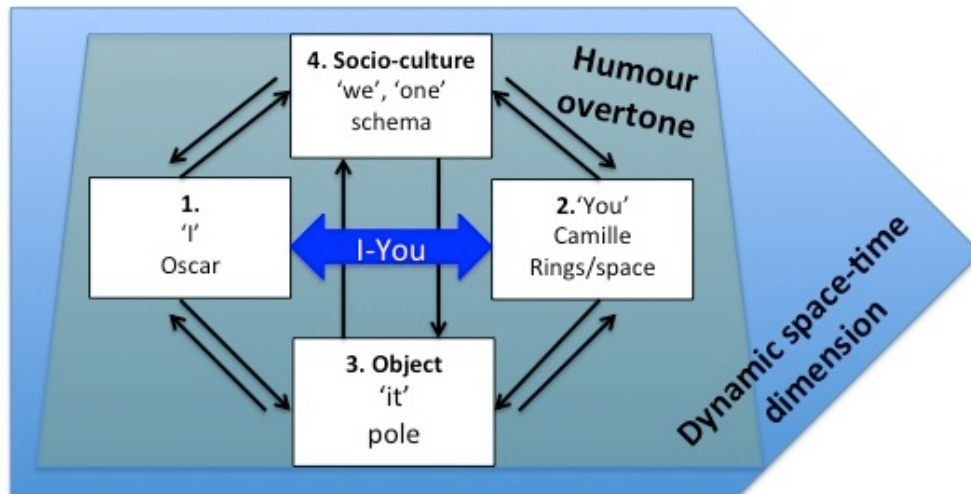 4. Socio-culture
‘we’, ‘one’
schema
Humour
overtone
1.
‘I’
Oscar
I-You
2.‘You’
Camille
Rings/space
3. Object
‘it’
pole
Dynamic space-time
dimension